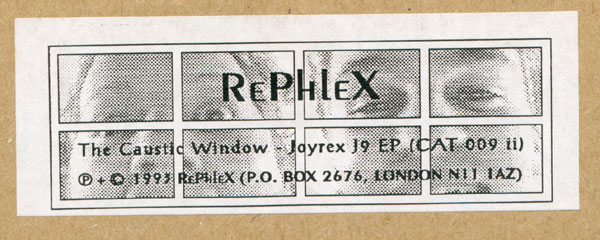 RePHleX
The Caustic Window - Joyrex J9 EP (CAT 009 ii)
℗ + © 1993 RePHleX (P.O. BOX 2676, LONDON N11 1AZ)